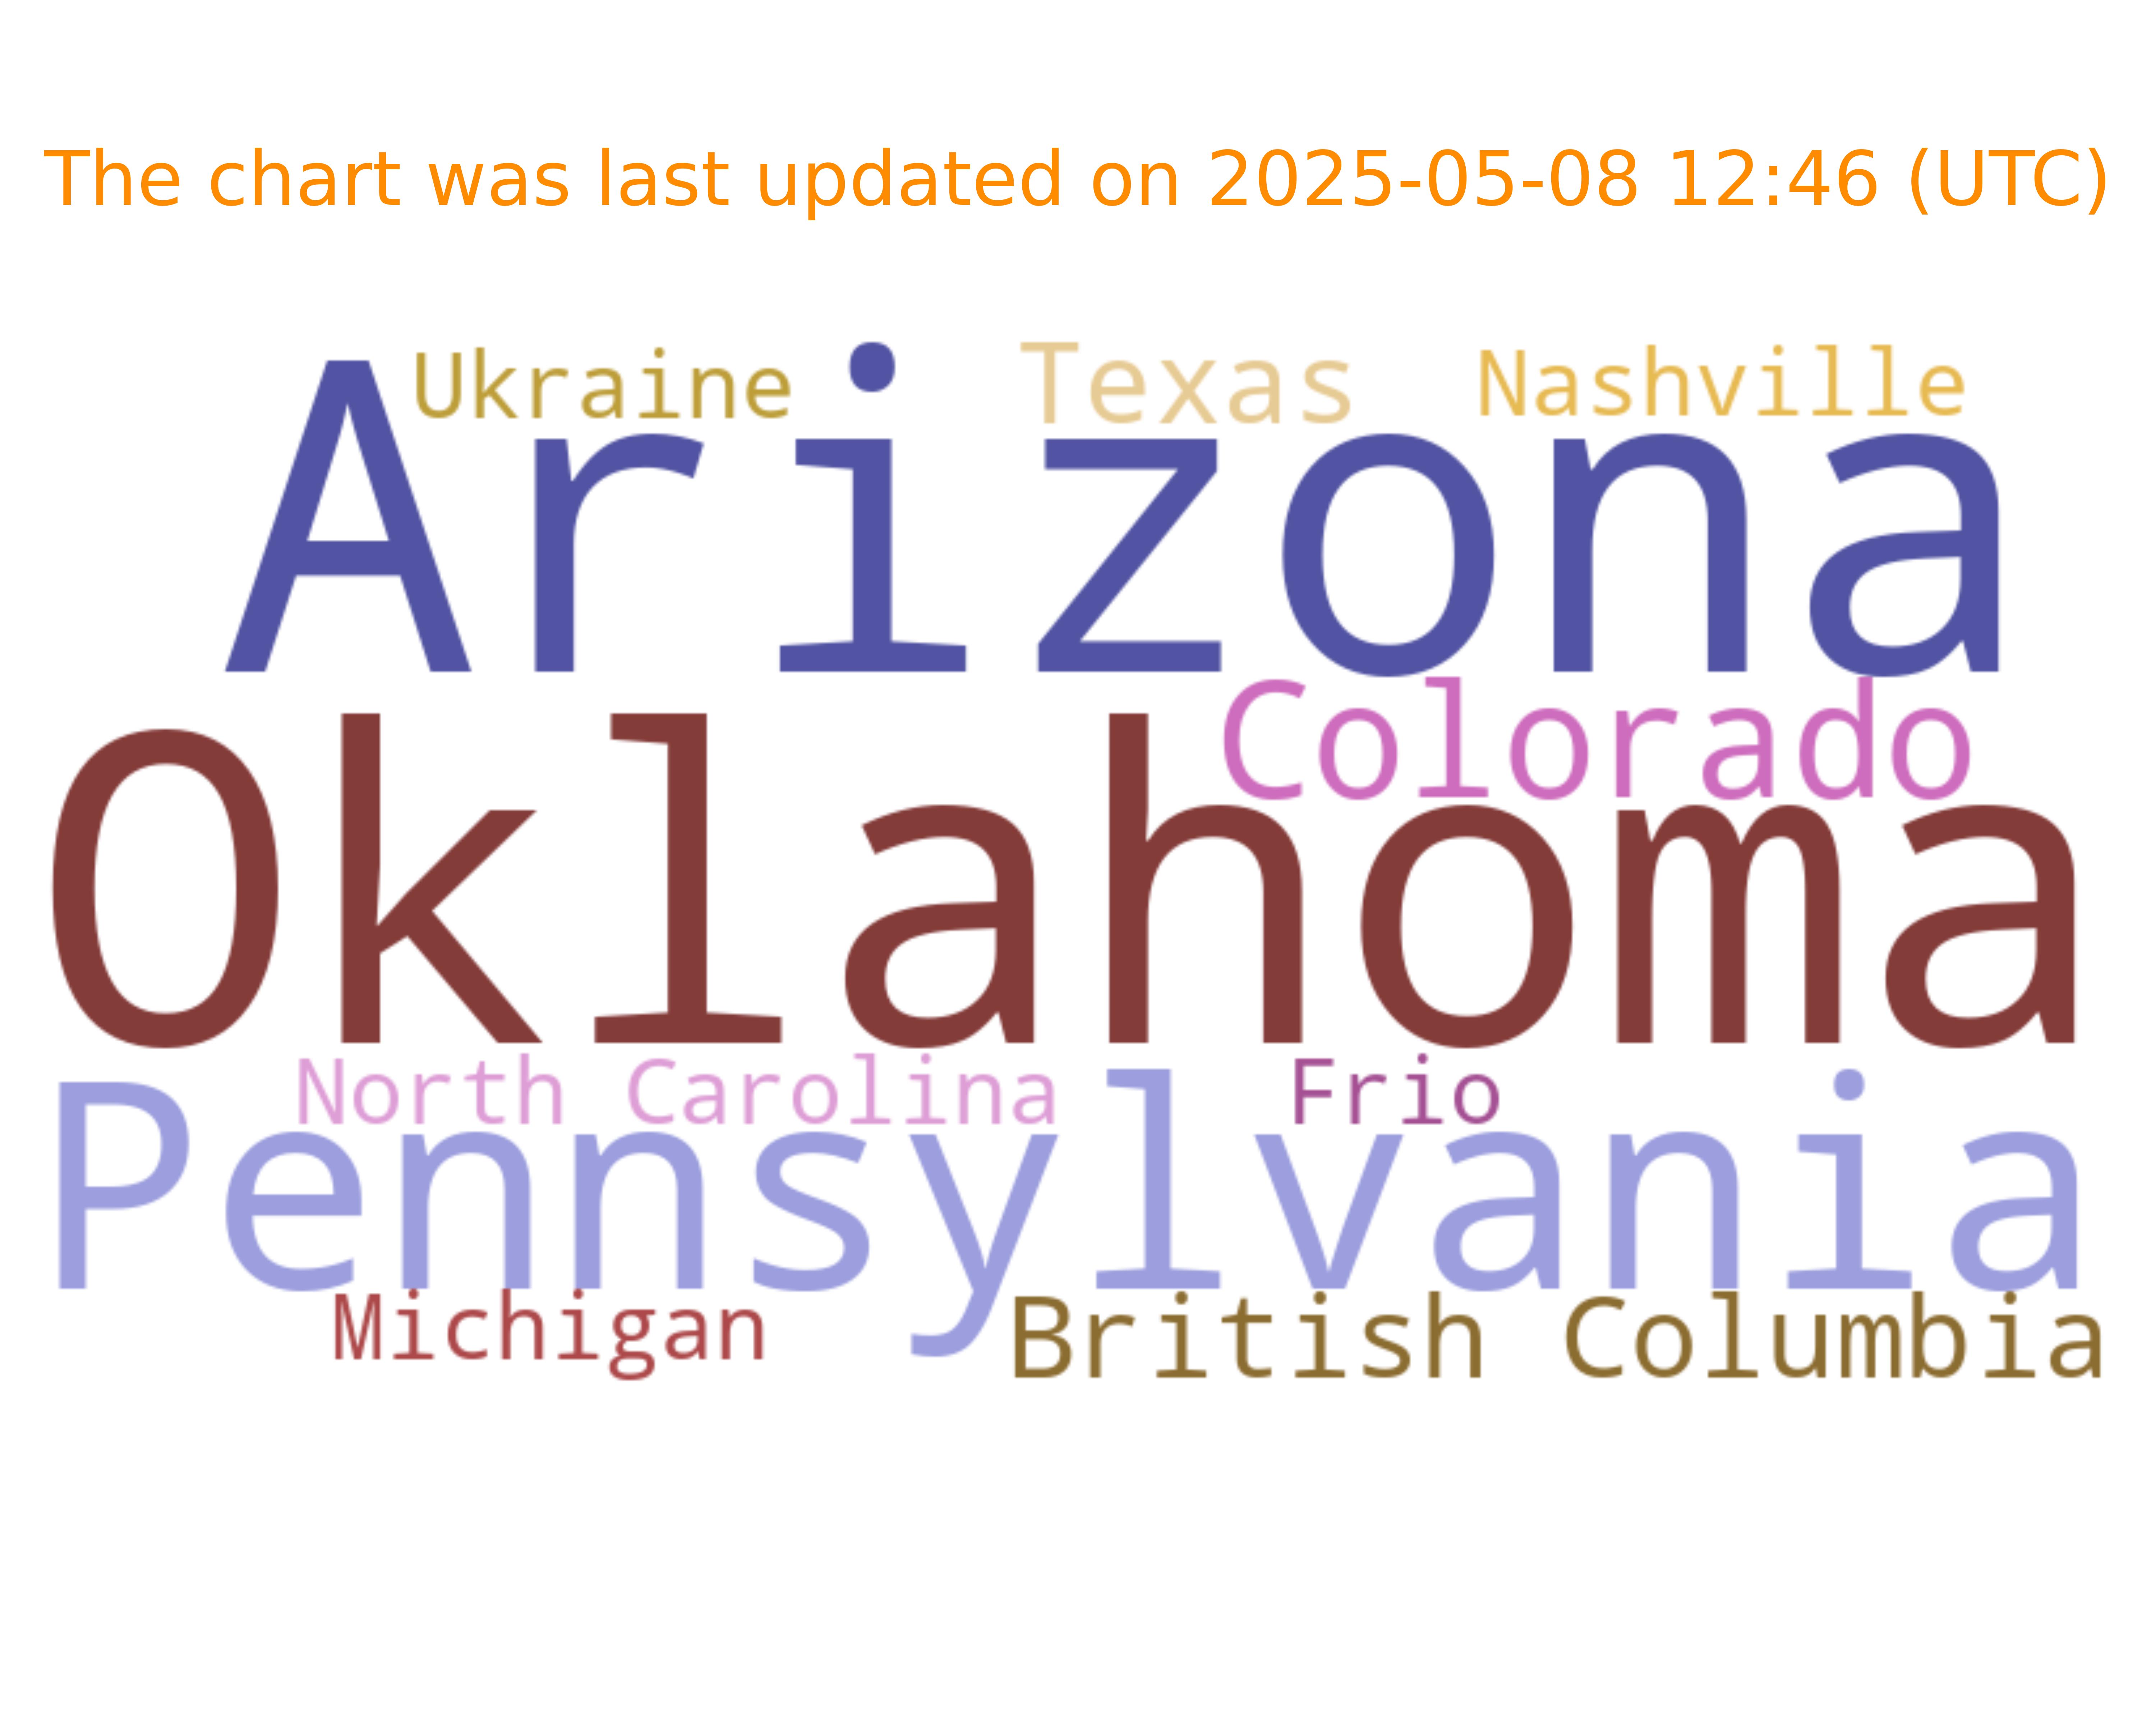 The chart was last updated on 2025-05-08 12:46 (UTC)
Ukraine Texas Nashville
Arizona
Colorado
Oklahoma
North Carolina Frio
Pennsylvania
Michigan British Columbia